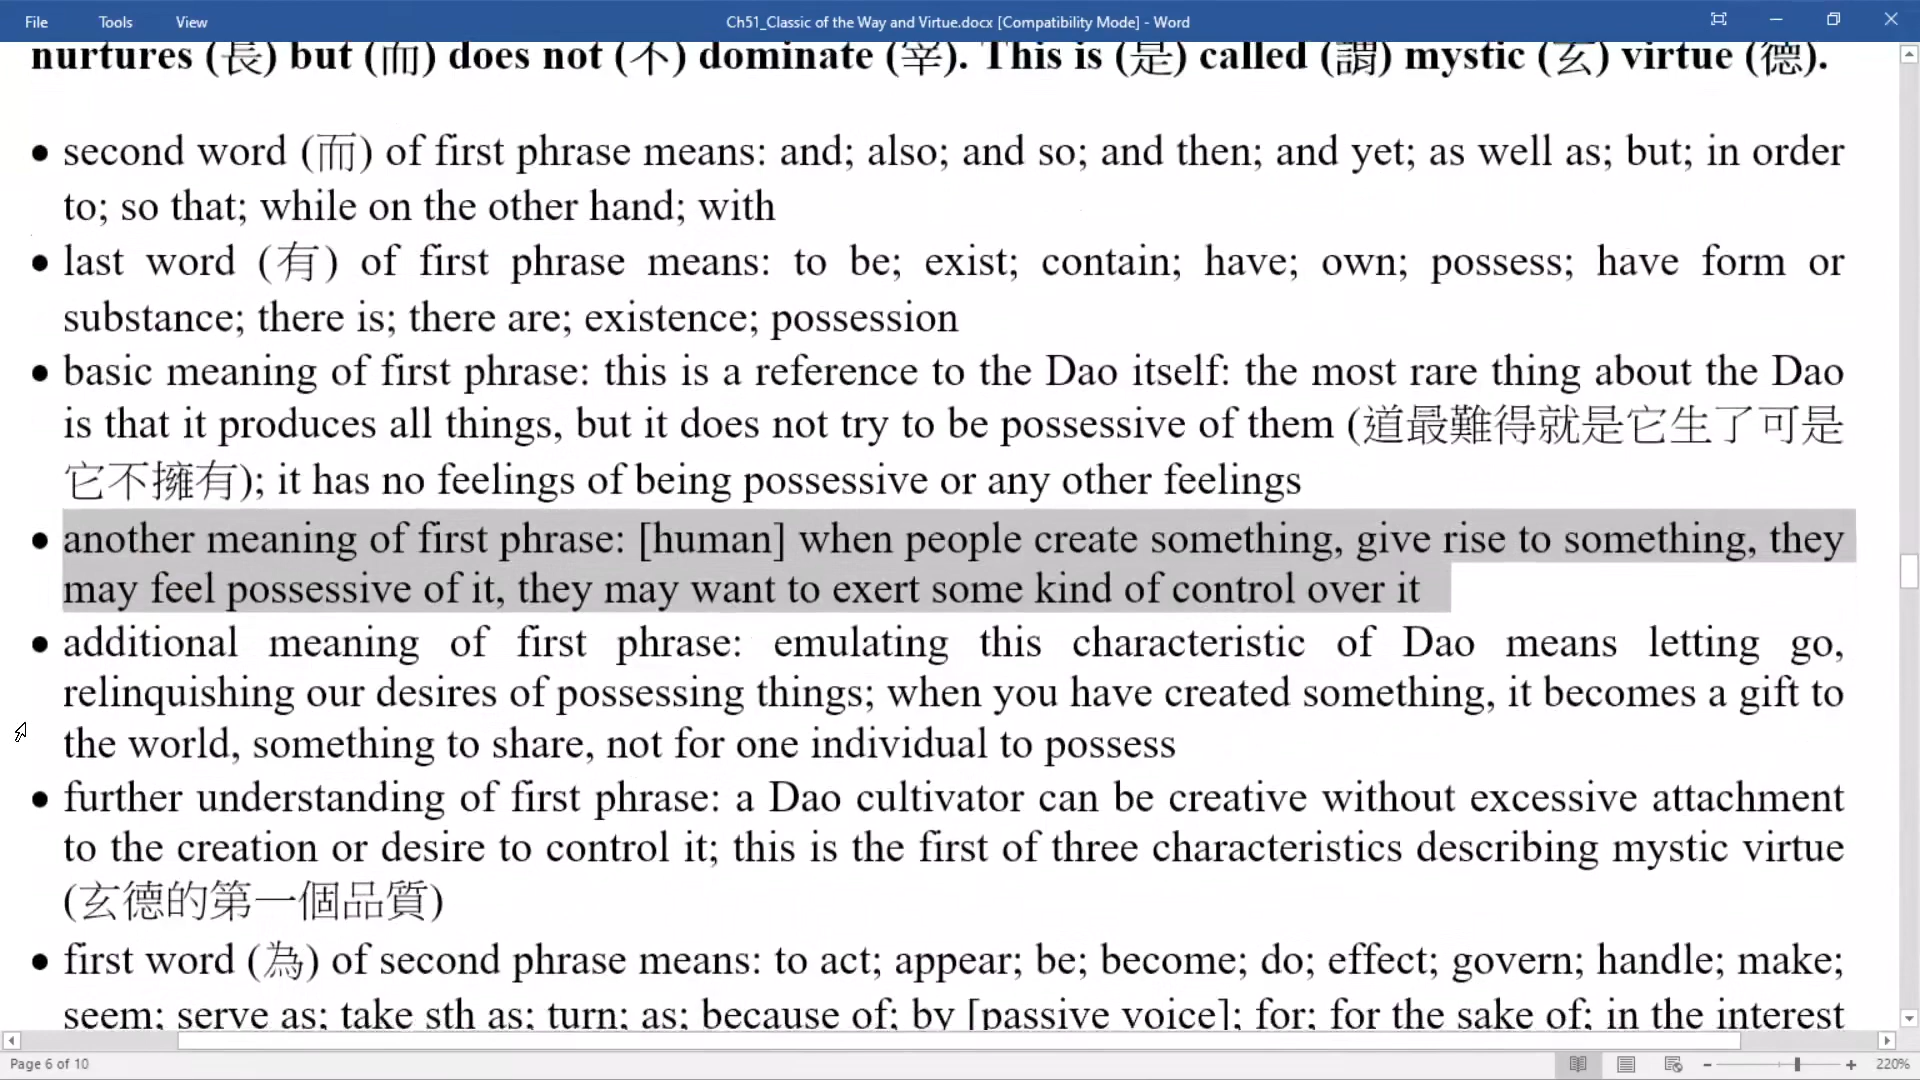 File Tools View Ch51_Classic of the Way and Virtue.docx [Compatibility Mode] - Word
nurtures (長) but (而) does not (不) dominate (宰). This is (是) called (謂) mystic (玄) virtue (德).
• second word (而) of first phrase means: and; also; and so; and then; and yet; as well as; but; in order
to; so that; while on the other hand; with
• last word (有) of first phrase means: to be; exist; contain; have; own; possess; have form or
substance; there is; there are; existence; possession
• basic meaning of first phrase: this is a reference to the Dao itself: the most rare thing about the Dao
is that it produces all things, but it does not try to be possessive of them (道最難得就是它生了可是
它不擁有); it has no feelings of being possessive or any other feelings
• another meaning of first phrase: [human] when people create something, give rise to something, they
may feel possessive of it, they may want to exert some kind of control over it
• additional meaning of first phrase: emulating this characteristic of Dao means letting go,
relinquishing our desires of possessing things; when you have created something, it becomes a gift to
the world, something to share, not for one individual to possess
• further understanding of first phrase: a Dao cultivator can be creative without excessive attachment
to the creation or desire to control it; this is the first of three characteristics describing mystic virtue
(玄德的第一個品質)
• first word (為) of second phrase means: to act; appear; be; become; do; effect; govern; handle; make;
seem; serve as; take sth as; turn; as; because of; by [passive voice]; for; for the sake of; in the interest
Page 6 of 10 220%